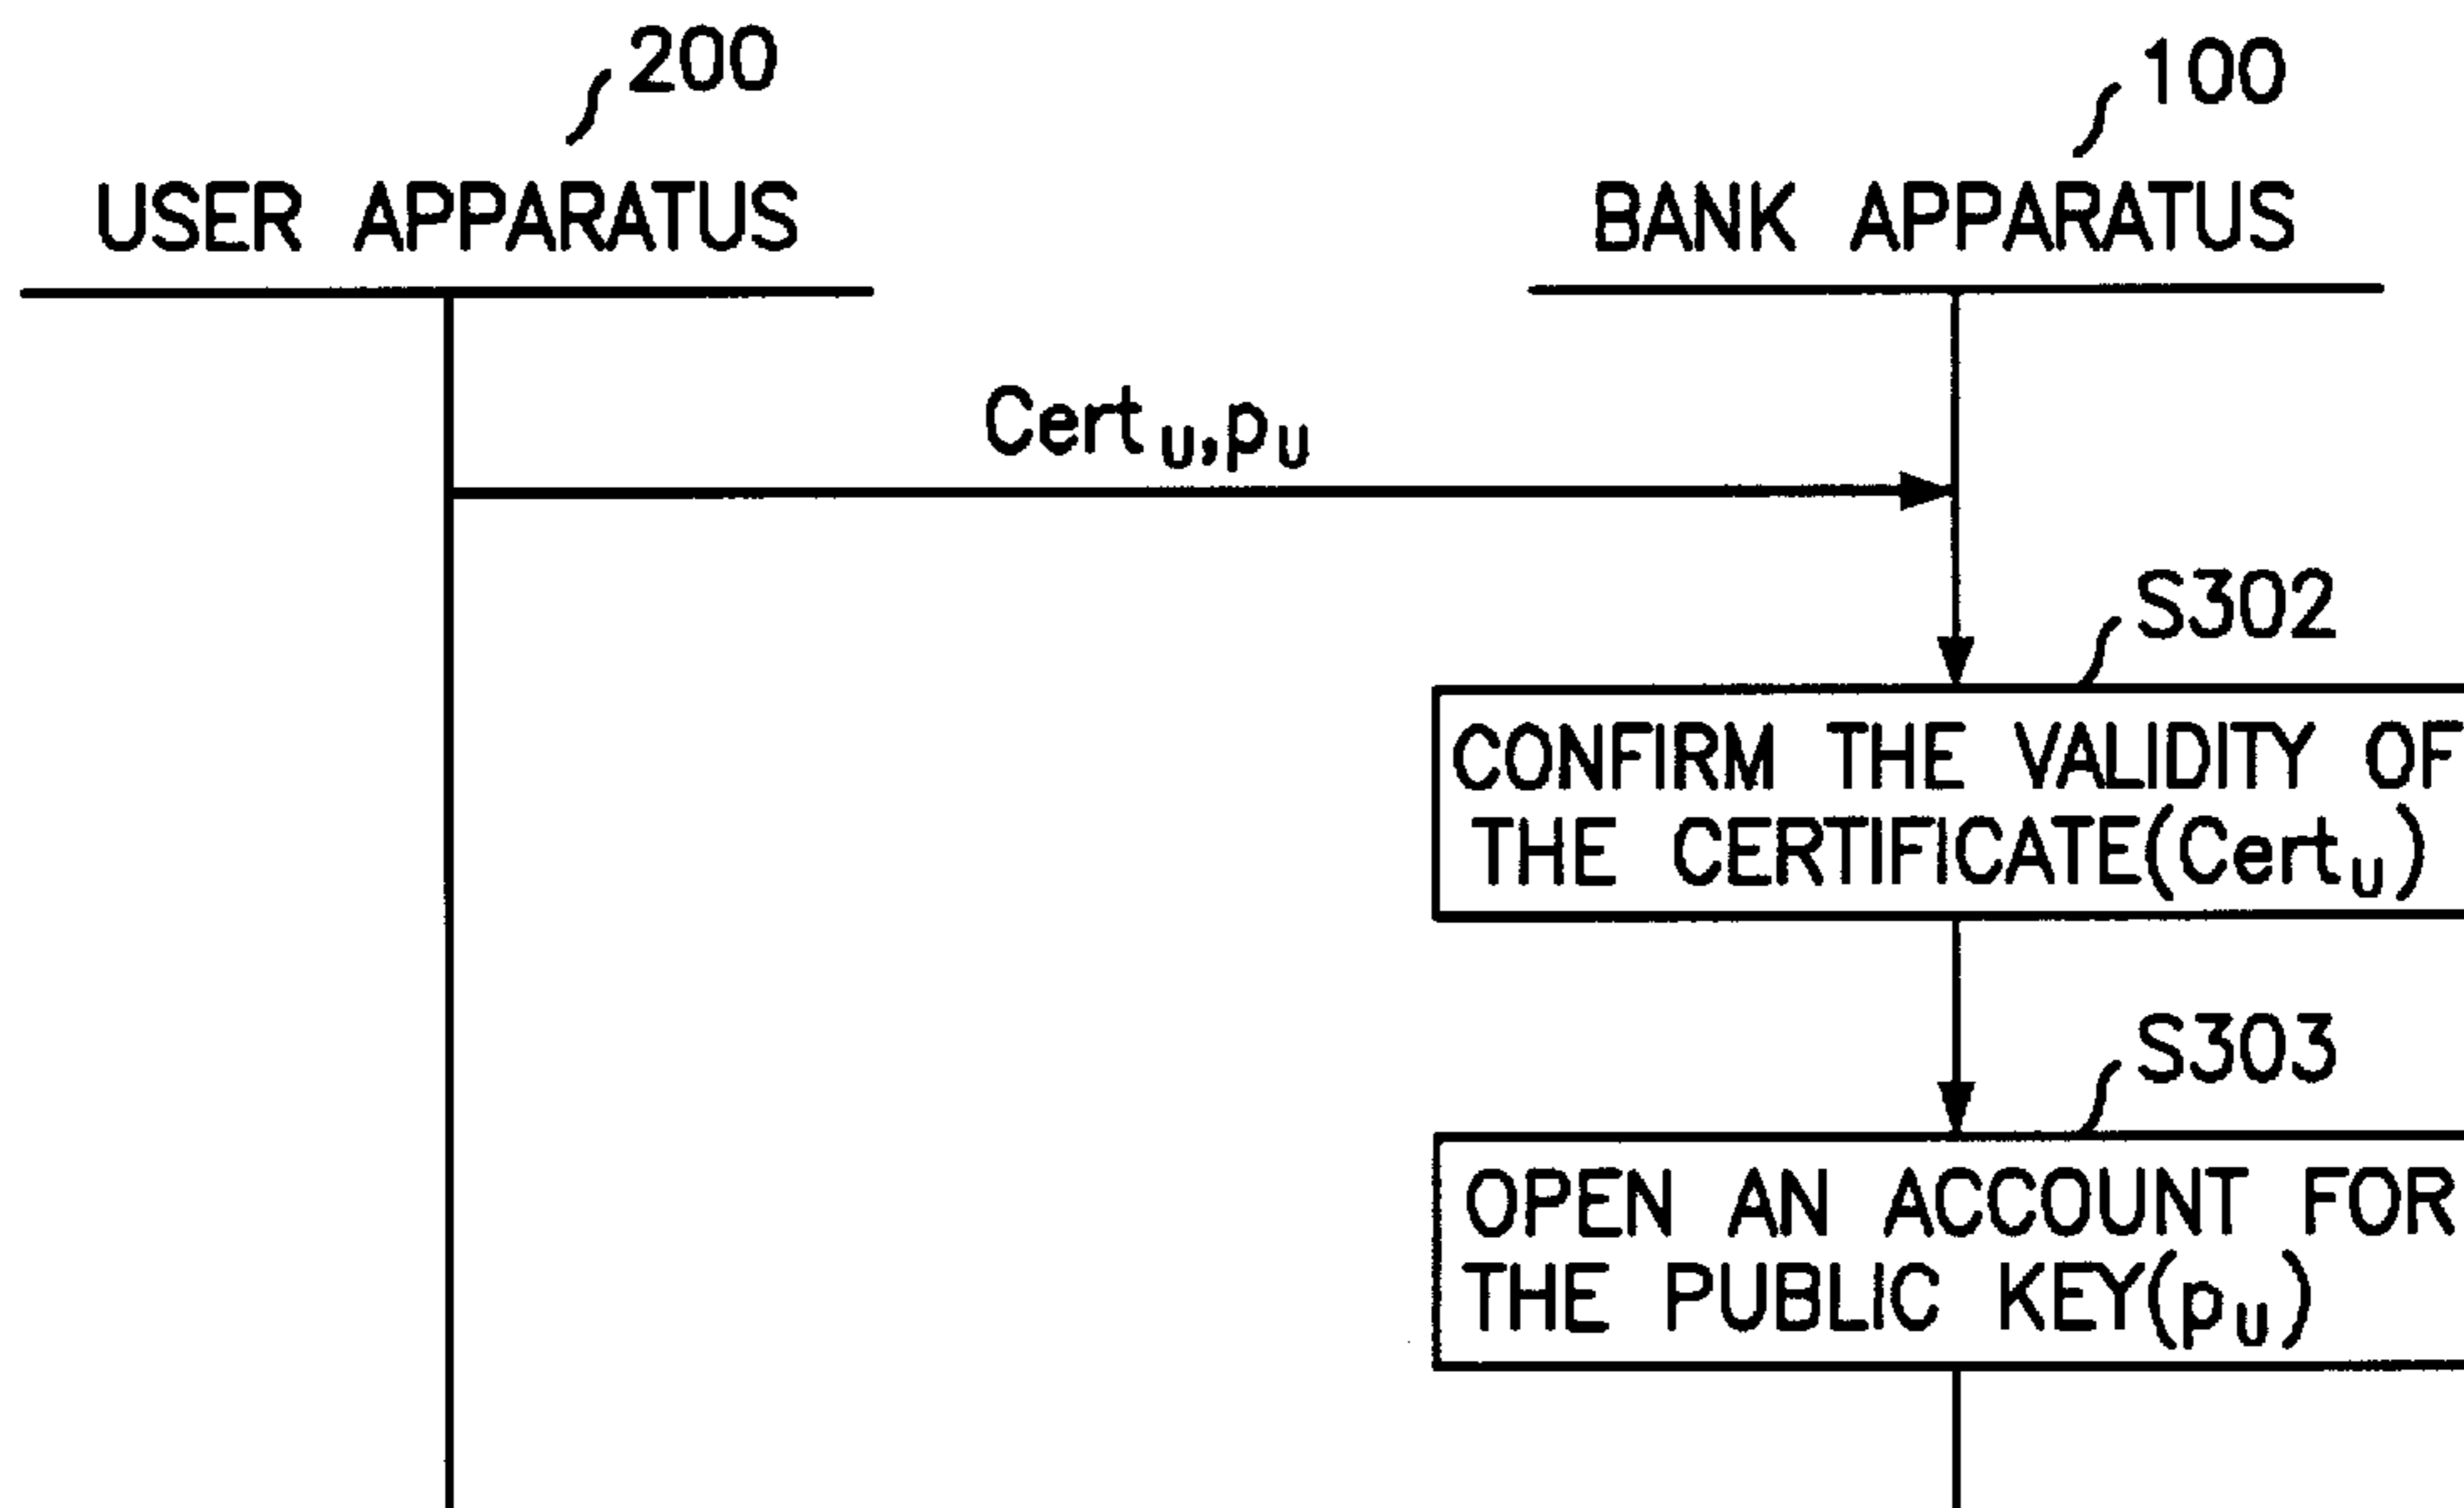 200
100
USER APPARATUS
BANK APPARATUS
Cert u,pu
S302
CONFIRM THE VALIDITY OF
THE CERTIFICATE(Certu)
S303
OPEN AN ACCOUNT FOR
THE PUBLIC KEY(pu)